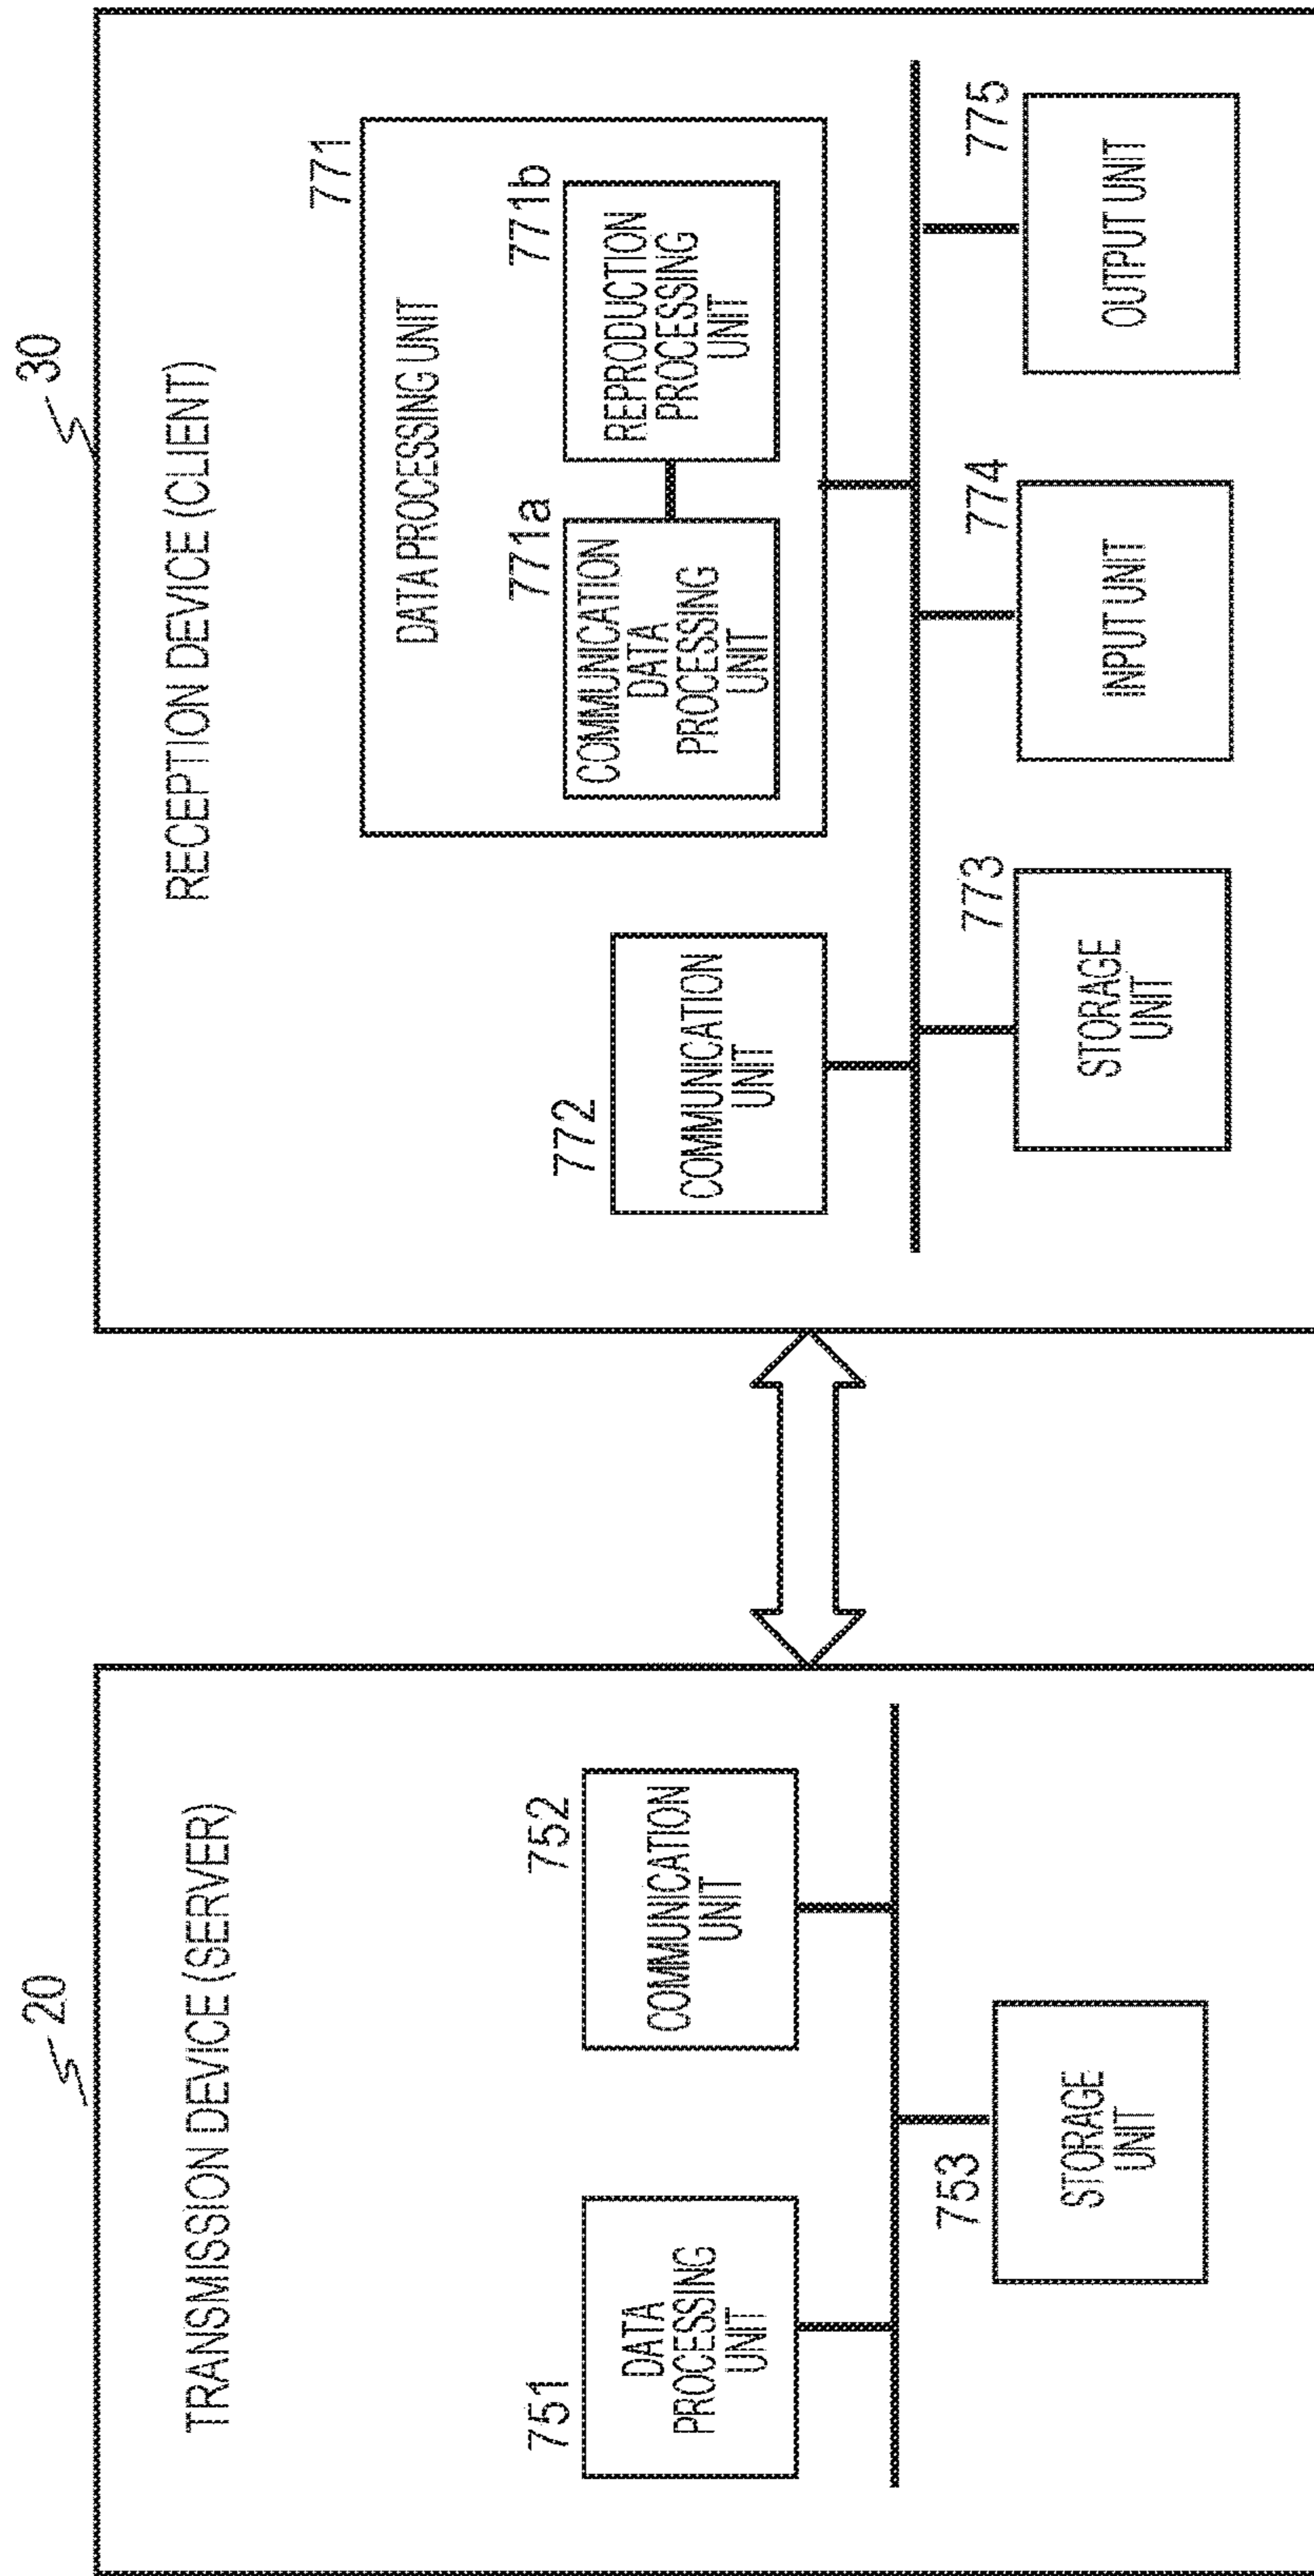 20
TRANSMISSION DEVICE (SERVER)
751
DATA
PROCESSING
UNIT
752
COMMUNICATION
UNIT
753
STORAGE
UNIT
30
RECEPTION DEVICE (CLIENT)
771
DATA PROCESSING UNIT
772
COMMUNICATION
UNIT
771a
COMMUNICATION
DATA
PROCESSING
UNIT
771b
REPRODUCTION
PROCESSING
UNIT
773
STORAGE
UNIT
774
INPUT UNIT
775
OUTPUT UNIT